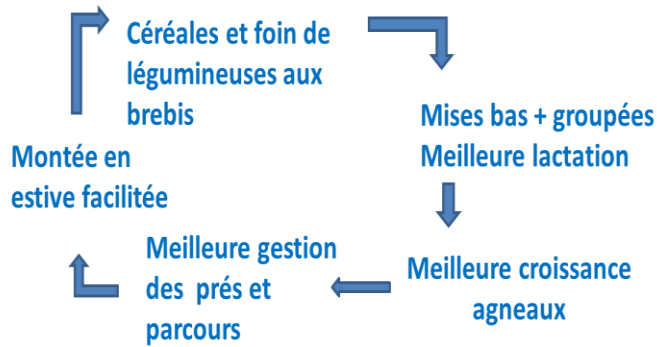 Céréales et foin de
légumineuses aux
brebis
Mises bas + groupées
Meilleure lactation
Meilleure croissance
agneaux
Meilleure gestion
des prés et
parcours
Montée en
estive facilitée